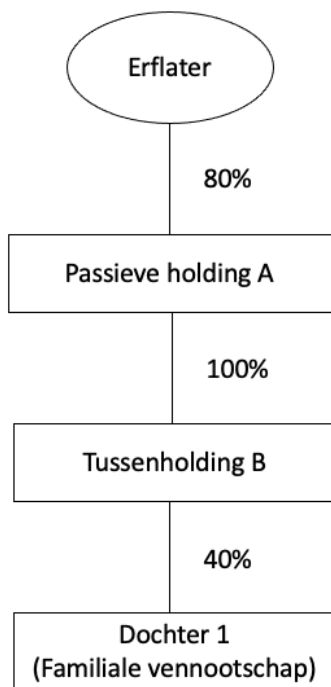 Erflater
80%
Passieve holding A
100%
Tussenholding B
40%
Dochter 1
(Familiale vennootschap)